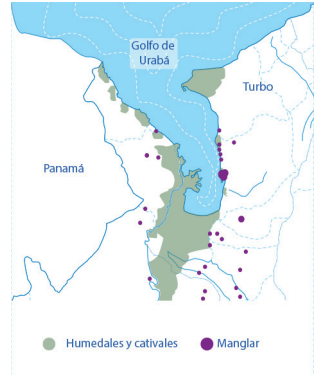 Golfo de
Urabá
Turbo
Panamá
Humedales y cativales
Manglar